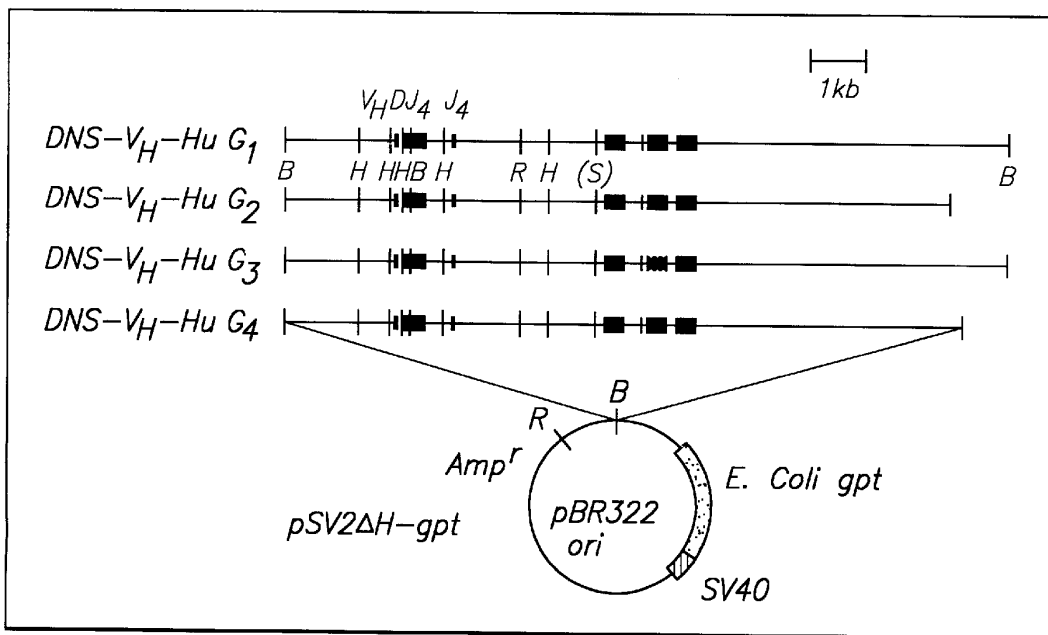 1kb
V_H D J_4 J_4
DNS-V_H-Hu G_1
B H H H B H R H (S) B
DNS-V_H-Hu G_2
DNS-V_H-Hu G_3
DNS-V_H-Hu G_4
B
R
Amp^r
E. Coli gpt
pSV2ΔH-gpt
pBR322
ori
SV40